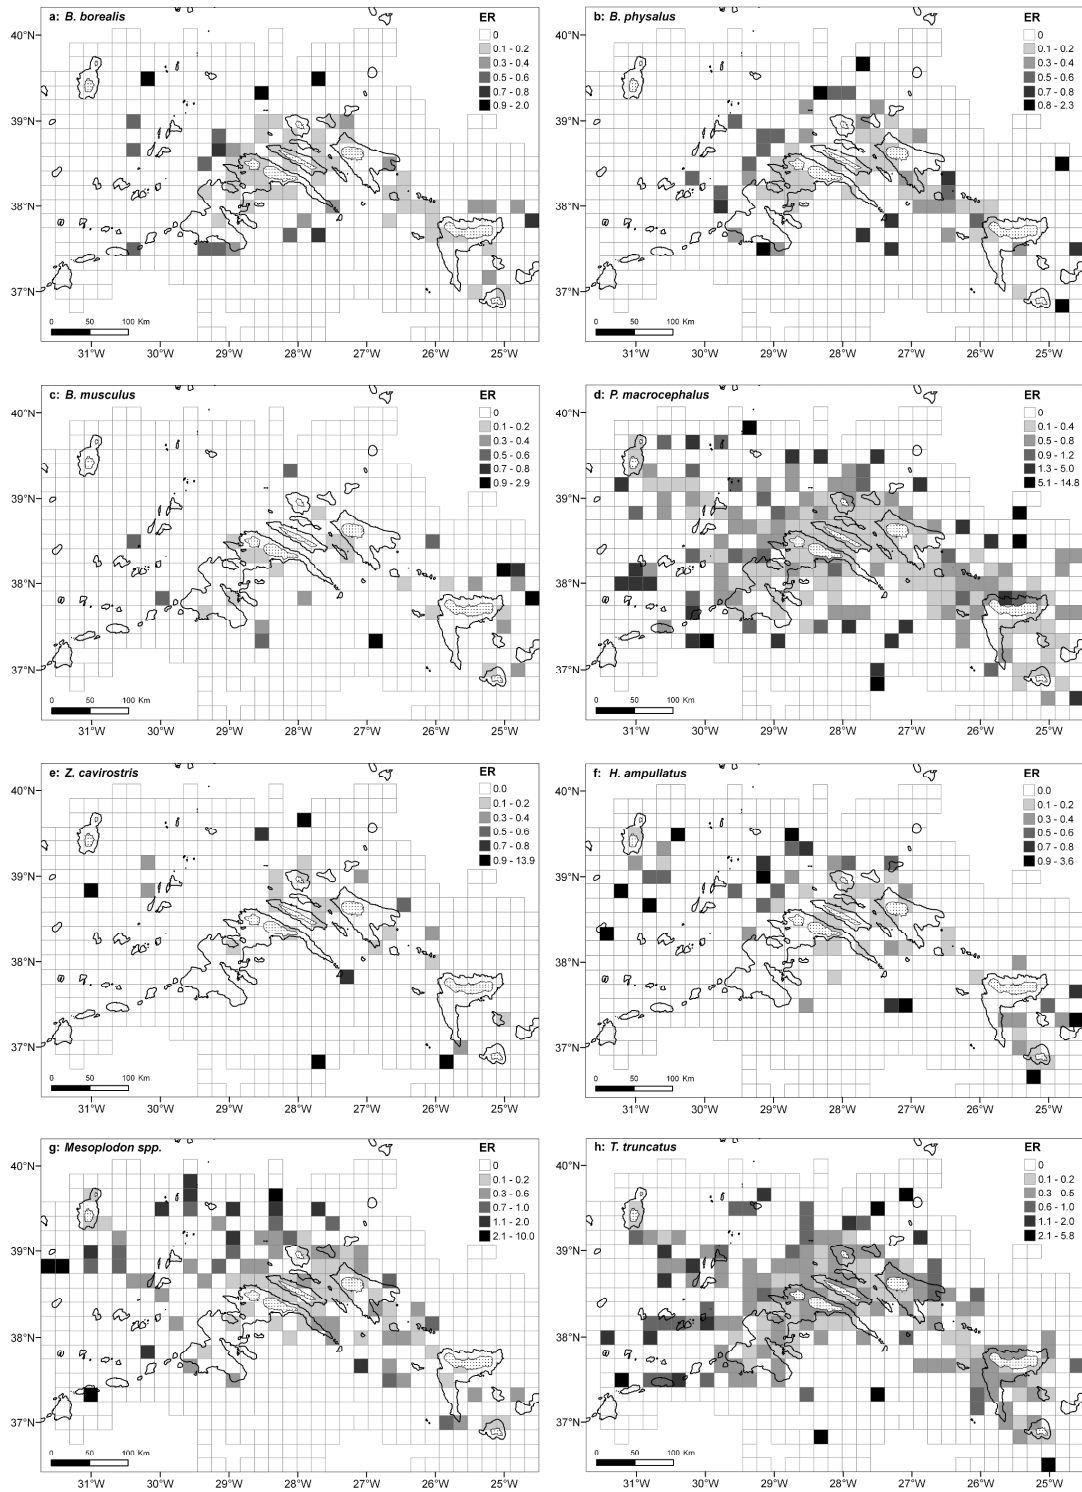 a: B. borealis
ER
0
0.1 - 0.2
0.3 - 0.4
0.5 - 0.6
0.7 - 0.8
0.9 - 2.0
40°N
39°N
38°N
37°N
0 50 100 Km
31°W 30°W 29°W 28°W 27°W 26°W 25°W
b: B. physalus
ER
0
0.1 - 0.2
0.3 - 0.4
0.5 - 0.6
0.7 - 0.8
0.8 - 2.3
40°N
39°N
38°N
37°N
0 50 100 Km
31°W 30°W 29°W 28°W 27°W 26°W 25°W
c: B. musculus
ER
0
0.1 - 0.2
0.3 - 0.4
0.5 - 0.6
0.7 - 0.8
0.9 - 2.9
40°N
39°N
38°N
37°N
0 50 100 Km
31°W 30°W 29°W 28°W 27°W 26°W 25°W
d: P. macrocephalus
ER
0
0.1 - 0.4
0.5 - 0.8
0.9 - 1.2
1.3 - 5.0
5.1 - 14.8
40°N
39°N
38°N
37°N
0 50 100 Km
31°W 30°W 29°W 28°W 27°W 26°W 25°W
e: Z. cavirostris
ER
0.0
0.1 - 0.2
0.3 - 0.4
0.5 - 0.6
0.7 - 0.8
0.9 - 13.9
40°N
39°N
38°N
37°N
0 50 100 Km
31°W 30°W 29°W 28°W 27°W 26°W 25°W
f: H. ampullatus
ER
0.0
0.1 - 0.2
0.3 - 0.4
0.5 - 0.6
0.7 - 0.8
0.9 - 3.6
40°N
39°N
38°N
37°N
0 50 100 Km
31°W 30°W 29°W 28°W 27°W 26°W 25°W
g: Mesoplodon spp.
ER
0
0.1 - 0.2
0.3 - 0.6
0.7 - 1.0
1.1 - 2.0
2.1 - 10.0
40°N
39°N
38°N
37°N
0 50 100 Km
31°W 30°W 29°W 28°W 27°W 26°W 25°W
h: T. truncatus
ER
0
0.1 - 0.2
0.3 - 0.5
0.6 - 1.0
1.1 - 2.0
2.1 - 5.8
40°N
39°N
38°N
37°N
0 50 100 Km
31°W 30°W 29°W 28°W 27°W 26°W 25°W